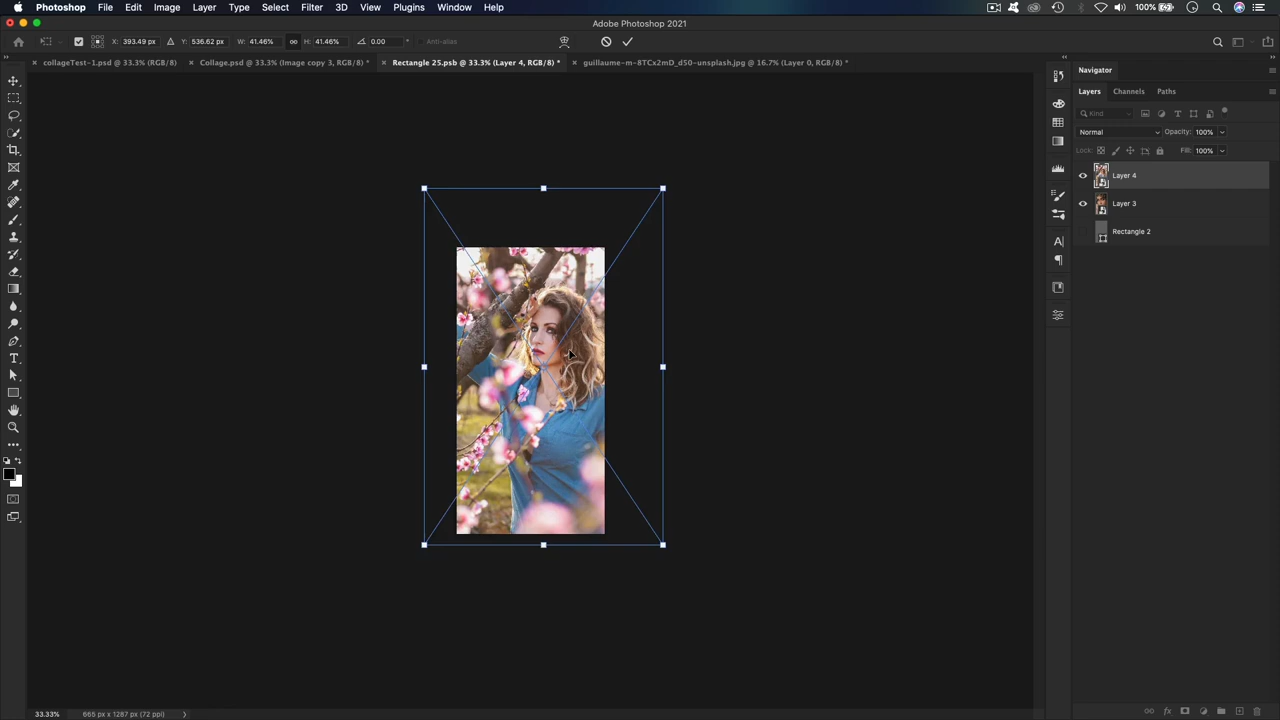 Photoshop File Edit Image Layer Type Select Filter 3D View Plugins Window Help 100%
Adobe Photoshop 2021
X: 393.49 px Y: 536.62 px W: 41.46% H: 41.46% 0.00 ° Anti-alias
collageTest-1.psd @ 33.3% (RGB/8) Collage.psd @ 33.3% (Image copy 3, RGB/8) * Rectangle 25.psb @ 33.3% (Layer 4, RGB/8) * guillaume-m-8TCx2mD_d50-unsplash.jpg @ 16.7% (Layer 0, RGB/8) *
Navigator
Layers Channels Paths
Kind
Normal Opacity: 100%
Lock: Fill: 100%
Layer 4
Layer 3
Rectangle 2
33.33% 665 px x 1287 px (72 ppi)